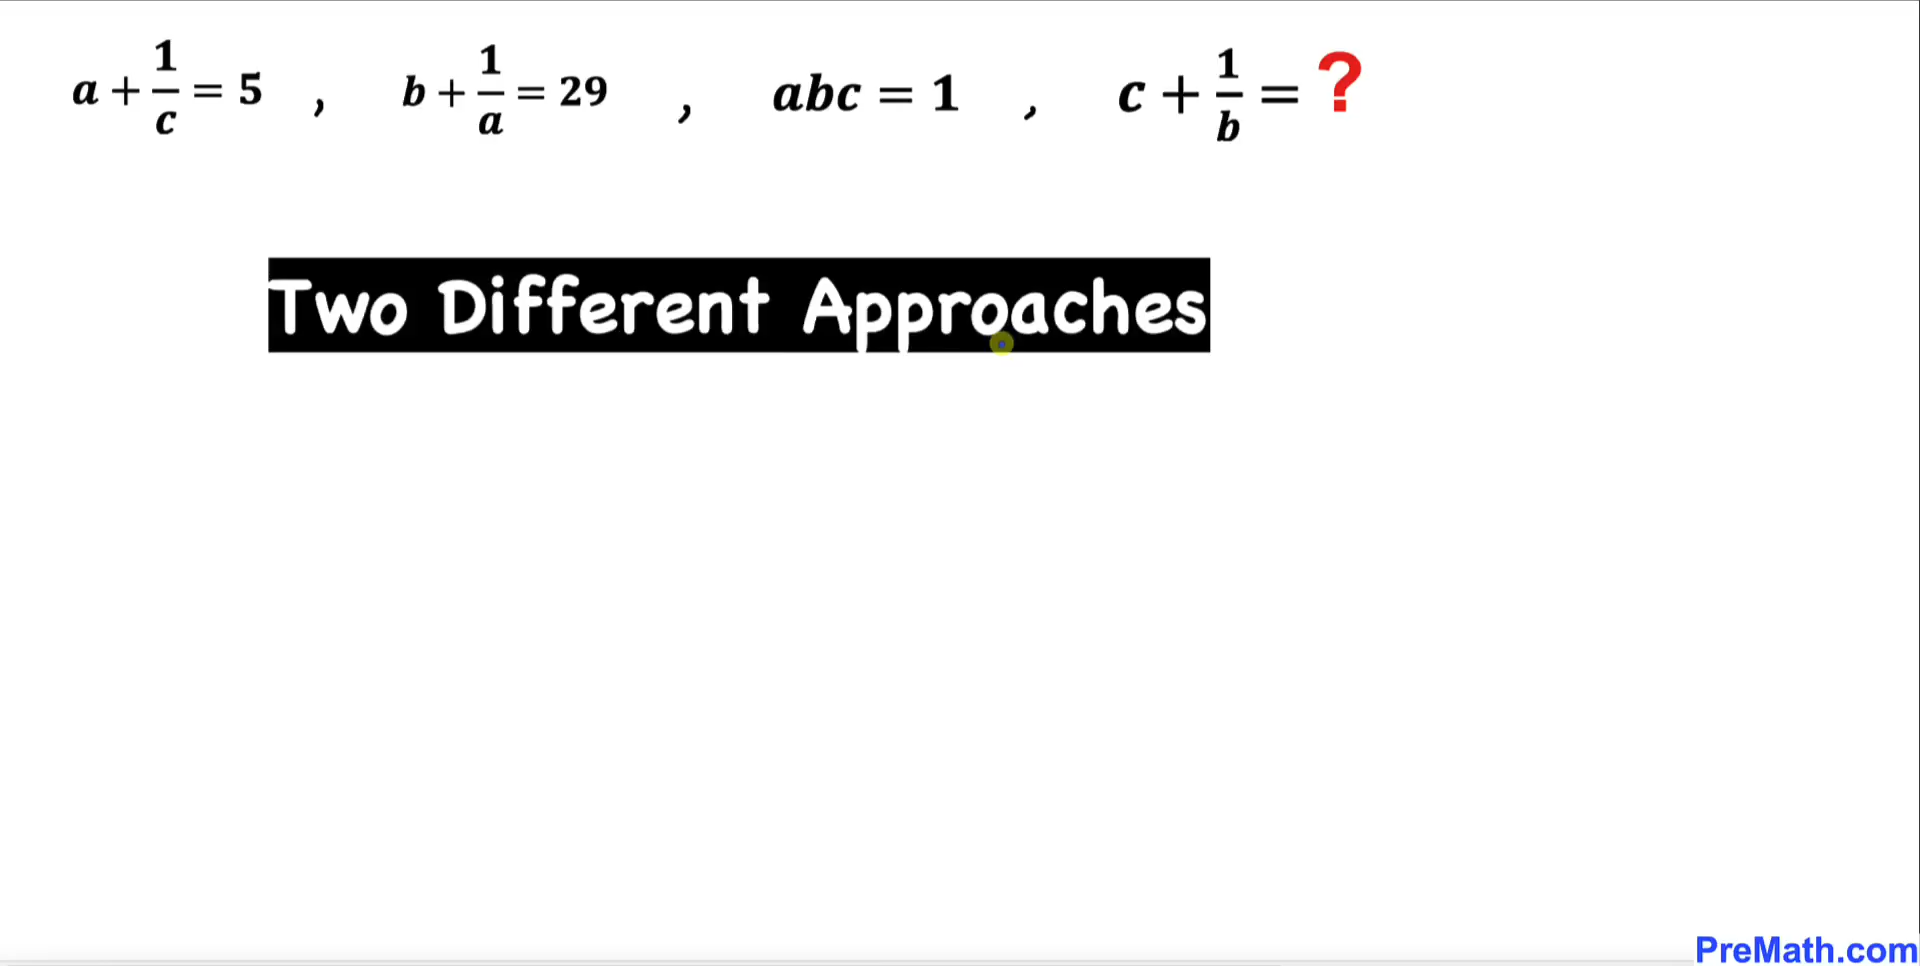 a + 1/c = 5 , b + 1/a = 29 , abc = 1 , c + 1/b = ?
Two Different Approaches
PreMath.com